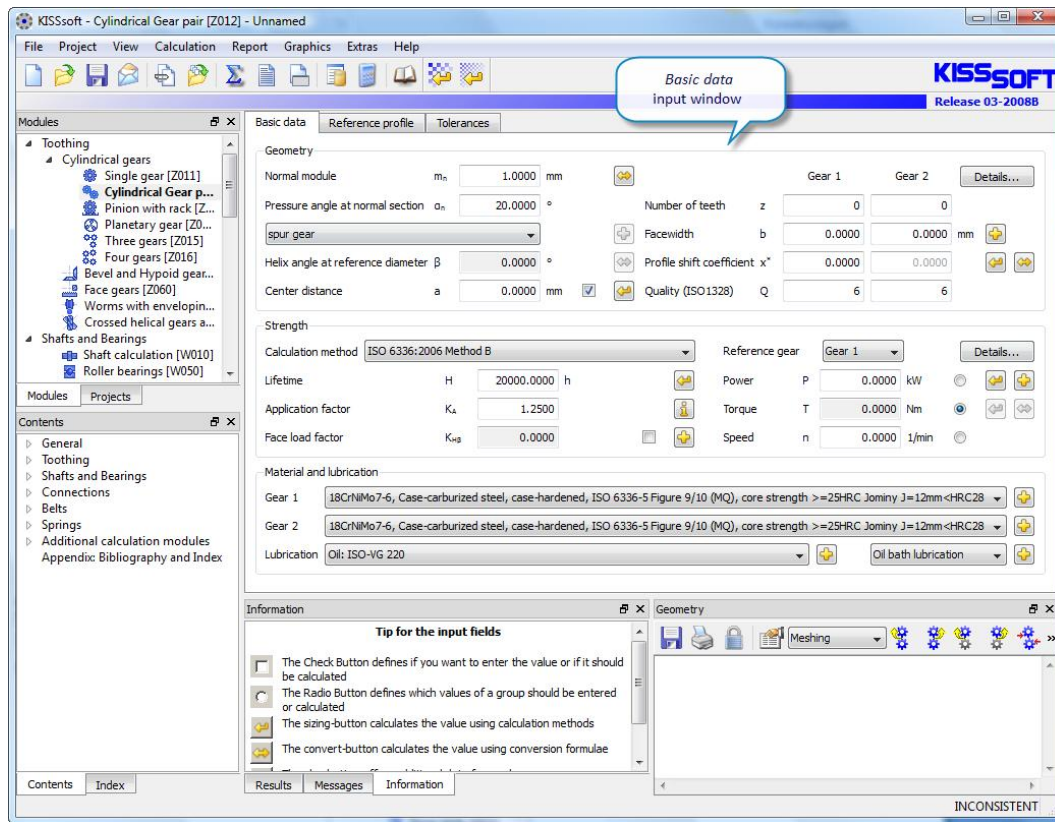 KISSsoft - Cylindrical Gear pair [Z012] - Unnamed
File Project View Calculation Report Graphics Extras Help
Basic data
input window
KISSSOFT
Release 03-2008B
Modules
Toothing
Cylindrical gears
Single gear [Z011]
Cylindrical Gear p...
Pinion with rack [Z...
Planetary gear [Z0...
Three gears [Z015]
Four gears [Z016]
Bevel and Hypoid gear...
Face gears [Z060]
Worms with envelopin...
Crossed helical gears a...
Shafts and Bearings
Shaft calculation [W010]
Roller bearings [W050]
Modules Projects
Contents
General
Toothing
Shafts and Bearings
Connections
Belts
Springs
Additional calculation modules
Appendix: Bibliography and Index
Contents Index
Basic data Reference profile Tolerances
Geometry
Normal module mn 1.0000 mm Gear 1 Gear 2 Details...
Pressure angle at normal section αn 20.0000 ° Number of teeth z 0 0
spur gear Facewidth b 0.0000 0.0000 mm
Helix angle at reference diameter β 0.0000 ° Profile shift coefficient x* 0.0000 0.0000
Center distance a 0.0000 mm Quality (ISO1328) Q 6 6
Strength
Calculation method ISO 6336:2006 Method B Reference gear Gear 1 Details...
Lifetime H 20000.0000 h Power P 0.0000 kW
Application factor KA 1.2500 Torque T 0.0000 Nm
Face load factor KHβ 0.0000 Speed n 0.0000 1/min
Material and lubrication
Gear 1 18CrNiMo7-6, Case-carburized steel, case-hardened, ISO 6336-5 Figure 9/10 (MQ), core strength >=25HRC Jominy J=12mm<HRC28
Gear 2 18CrNiMo7-6, Case-carburized steel, case-hardened, ISO 6336-5 Figure 9/10 (MQ), core strength >=25HRC Jominy J=12mm<HRC28
Lubrication Oil: ISO-VG 220 Oil bath lubrication
Information
Tip for the input fields
The Check Button defines if you want to enter the value or if it should
be calculated
The Radio Button defines which values of a group should be entered
or calculated
The sizing-button calculates the value using calculation methods
The convert-button calculates the value using conversion formulae
Results Messages Information
Geometry
Meshing
INCONSISTENT